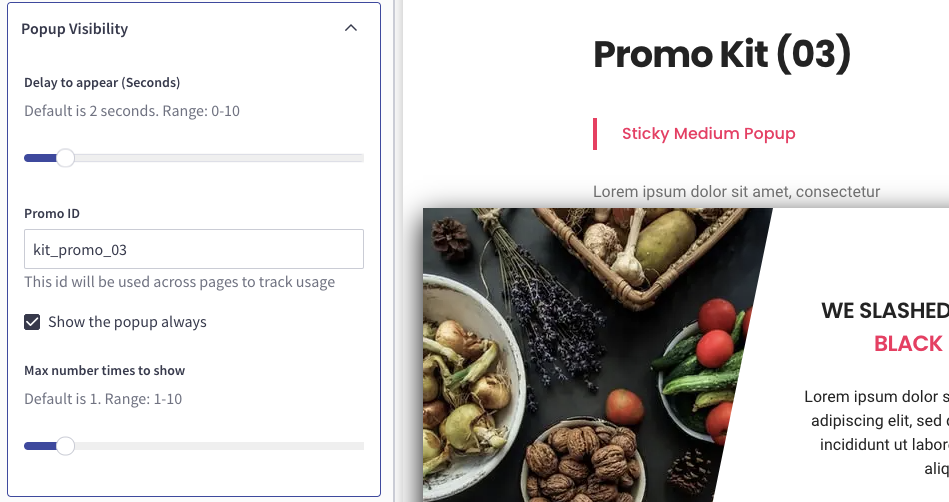 Popup Visibility
Delay to appear (Seconds)
Default is 2 seconds. Range: 0-10
Promo ID
kit_promo_03
This id will be used across pages to track usage
Show the popup always
Max number times to show
Default is 1. Range: 1-10
Promo Kit (03)
Sticky Medium Popup
Lorem ipsum dolor sit amet, consectetur
WE SLASHED
BLACK
Lorem ipsum dolor s
adipiscing elit, sed
incididunt ut labor
aliq